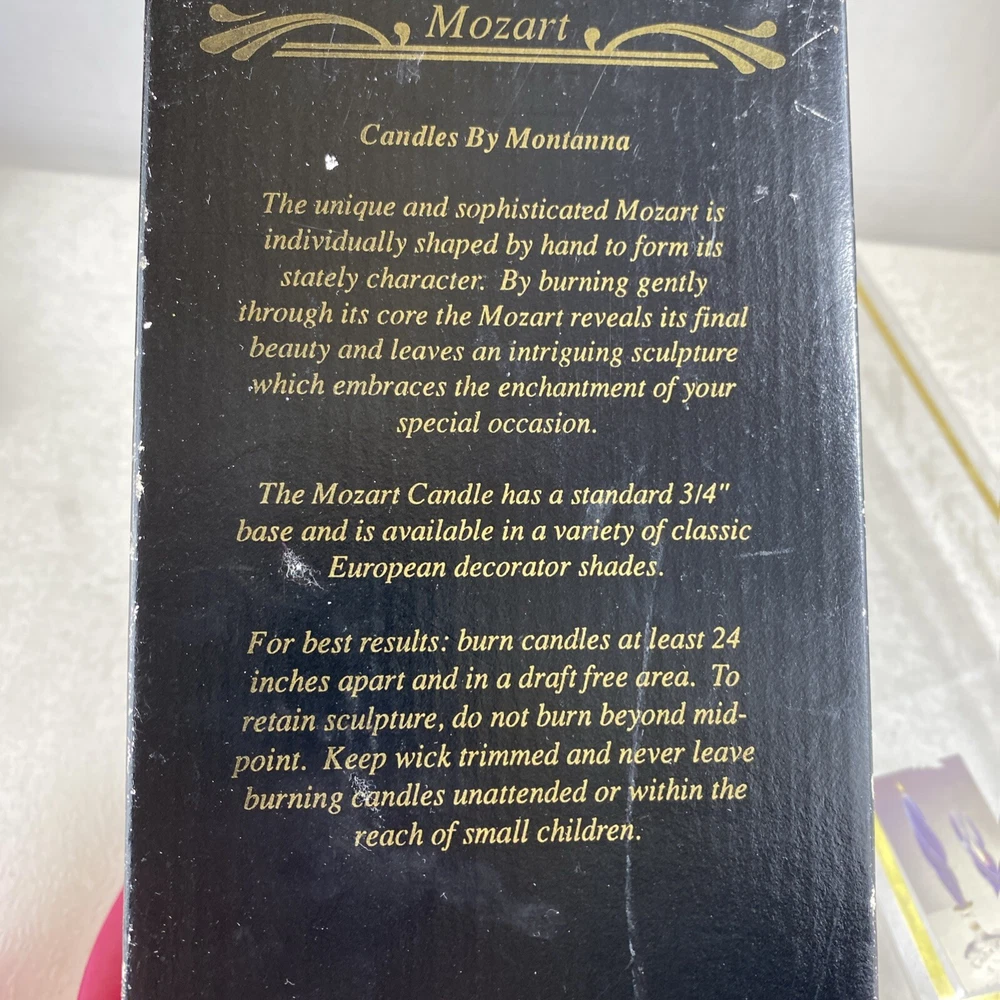 Mozart
Candles By Montanna
The unique and sophisticated Mozart is
individually shaped by hand to form its
stately character. By burning gently
through its core the Mozart reveals its final
beauty and leaves an intriguing sculpture
which embraces the enchantment of your
special occasion.
The Mozart Candle has a standard 3/4"
base and is available in a variety of classic
European decorator shades.
For best results: burn candles at least 24
inches apart and in a draft free area. To
retain sculpture, do not burn beyond mid-
point. Keep wick trimmed and never leave
burning candles unattended or within the
reach of small children.